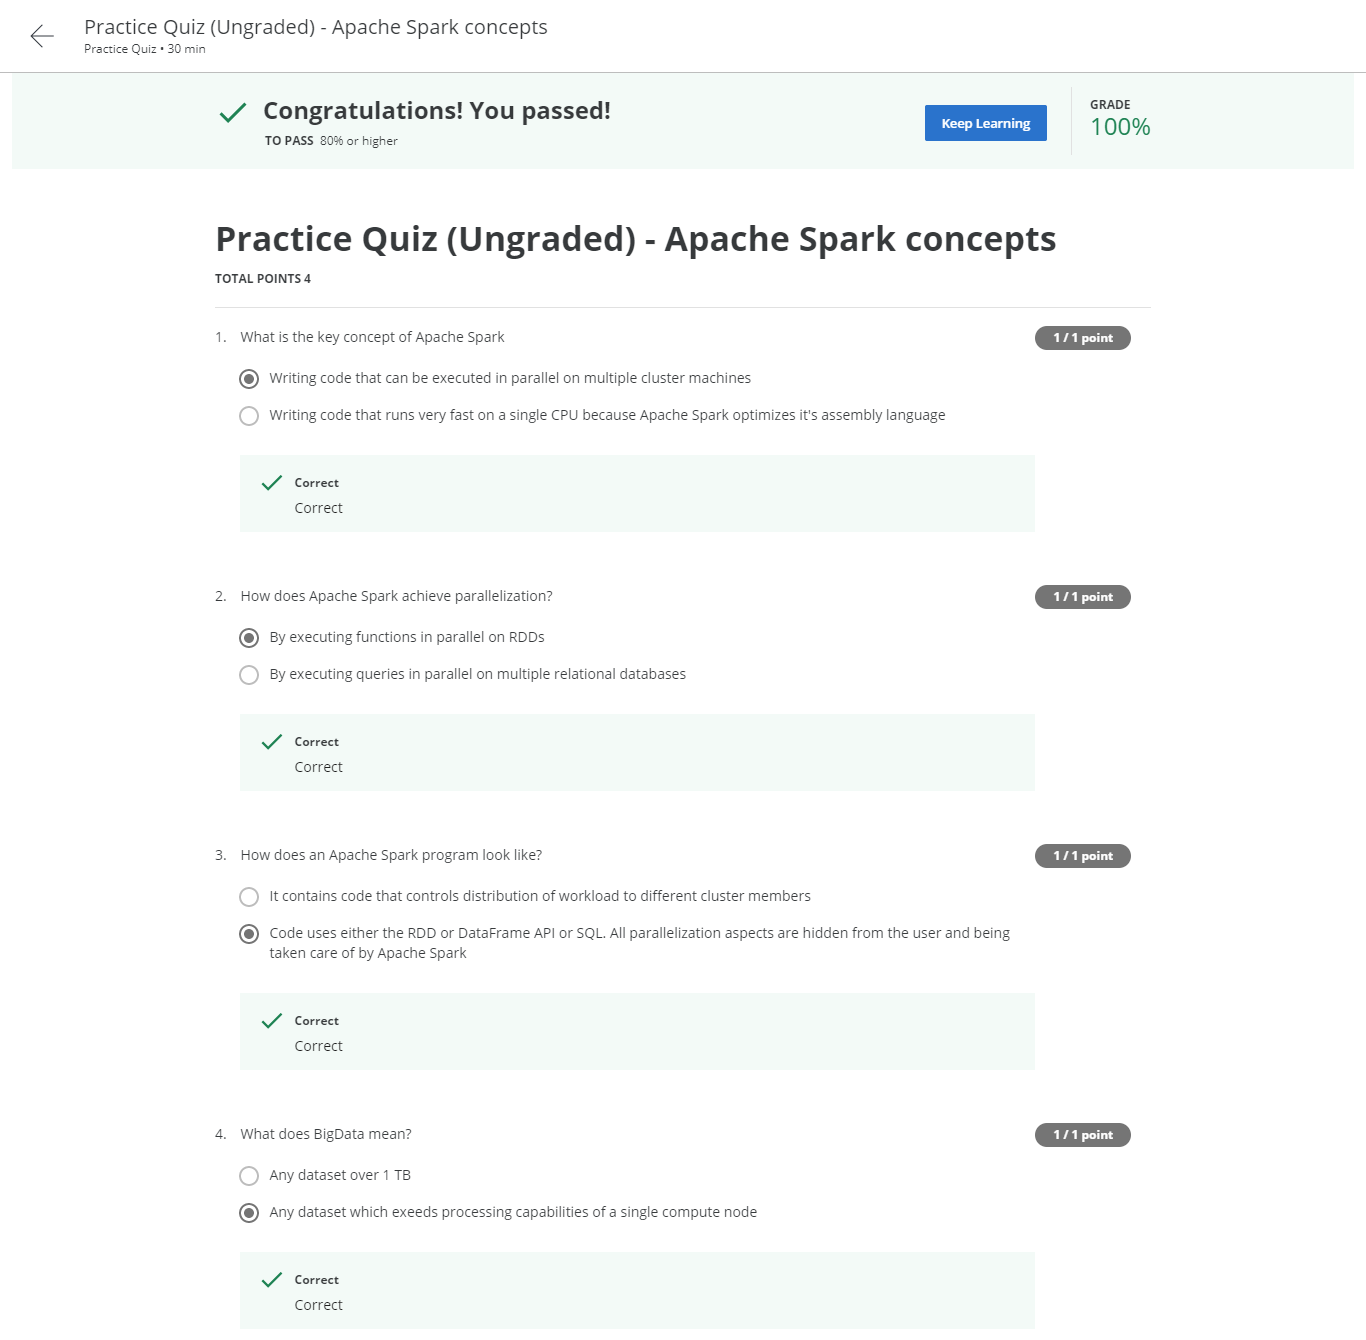 Practice Quiz (Ungraded) - Apache Spark concepts
Practice Quiz • 30 min
Congratulations! You passed!
TO PASS 80% or higher
Keep Learning
GRADE
100%
Practice Quiz (Ungraded) - Apache Spark concepts
TOTAL POINTS 4
1. What is the key concept of Apache Spark
1 / 1 point
Writing code that can be executed in parallel on multiple cluster machines
Writing code that runs very fast on a single CPU because Apache Spark optimizes it's assembly language
Correct
Correct
2. How does Apache Spark achieve parallelization?
1 / 1 point
By executing functions in parallel on RDDs
By executing queries in parallel on multiple relational databases
Correct
Correct
3. How does an Apache Spark program look like?
1 / 1 point
It contains code that controls distribution of workload to different cluster members
Code uses either the RDD or DataFrame API or SQL. All parallelization aspects are hidden from the user and being
taken care of by Apache Spark
Correct
Correct
4. What does BigData mean?
1 / 1 point
Any dataset over 1 TB
Any dataset which exeeds processing capabilities of a single compute node
Correct
Correct